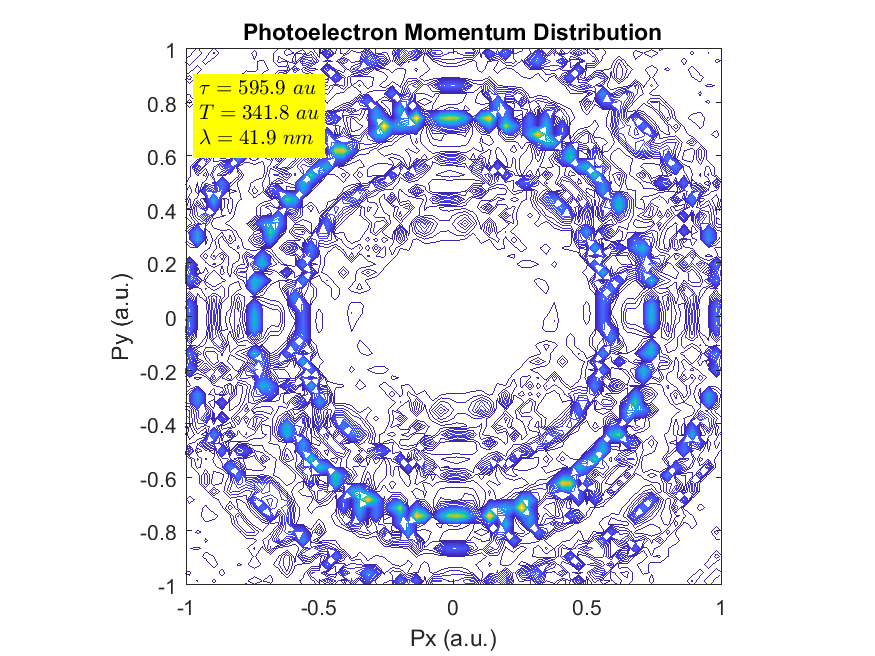 Photoelectron Momentum Distribution
τ = 595.9 au
T = 341.8 au
λ = 41.9 nm
1
0.8
0.6
0.4
0.2
0
-0.2
-0.4
-0.6
-0.8
-1
Py (a.u.)
-1 -0.5 0 0.5 1
Px (a.u.)